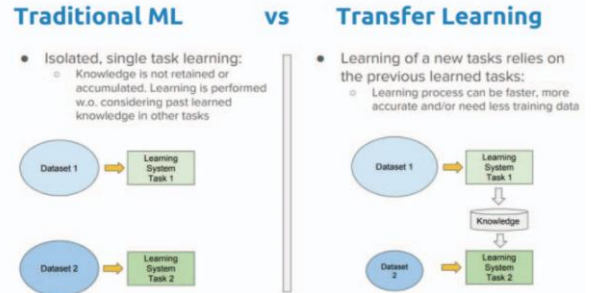 Traditional ML vs Transfer Learning
● Isolated, single task learning:
○ Knowledge is not retained or
accumulated. Learning is performed
w.o. considering past learned
knowledge in other tasks
● Learning of a new tasks relies on
the previous learned tasks:
○ Learning process can be faster, more
accurate and/or need less training data
Dataset 1
Learning
System
Task 1
Dataset 2
Learning
System
Task 2
Dataset 1
Learning
System
Task 1
Knowledge
Dataset
2
Learning
System
Task 2